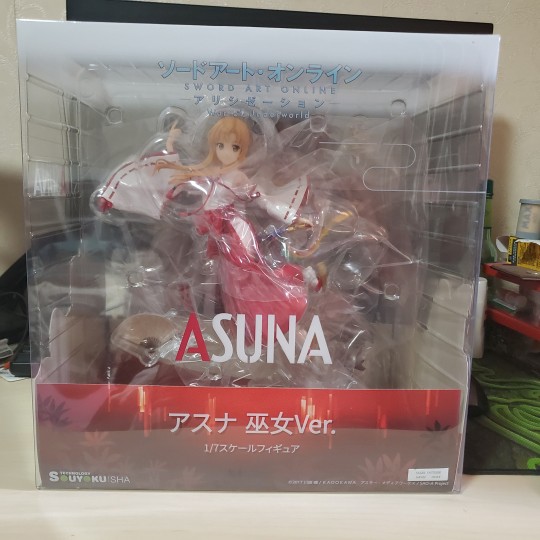 ソードアート・オンライン
SWORD ART ONLINE
アリシゼーション
ASUNA
アスナ 巫女Ver.
1/7スケールフィギュア
TECHNOLOGY
SOUYOKUSHA